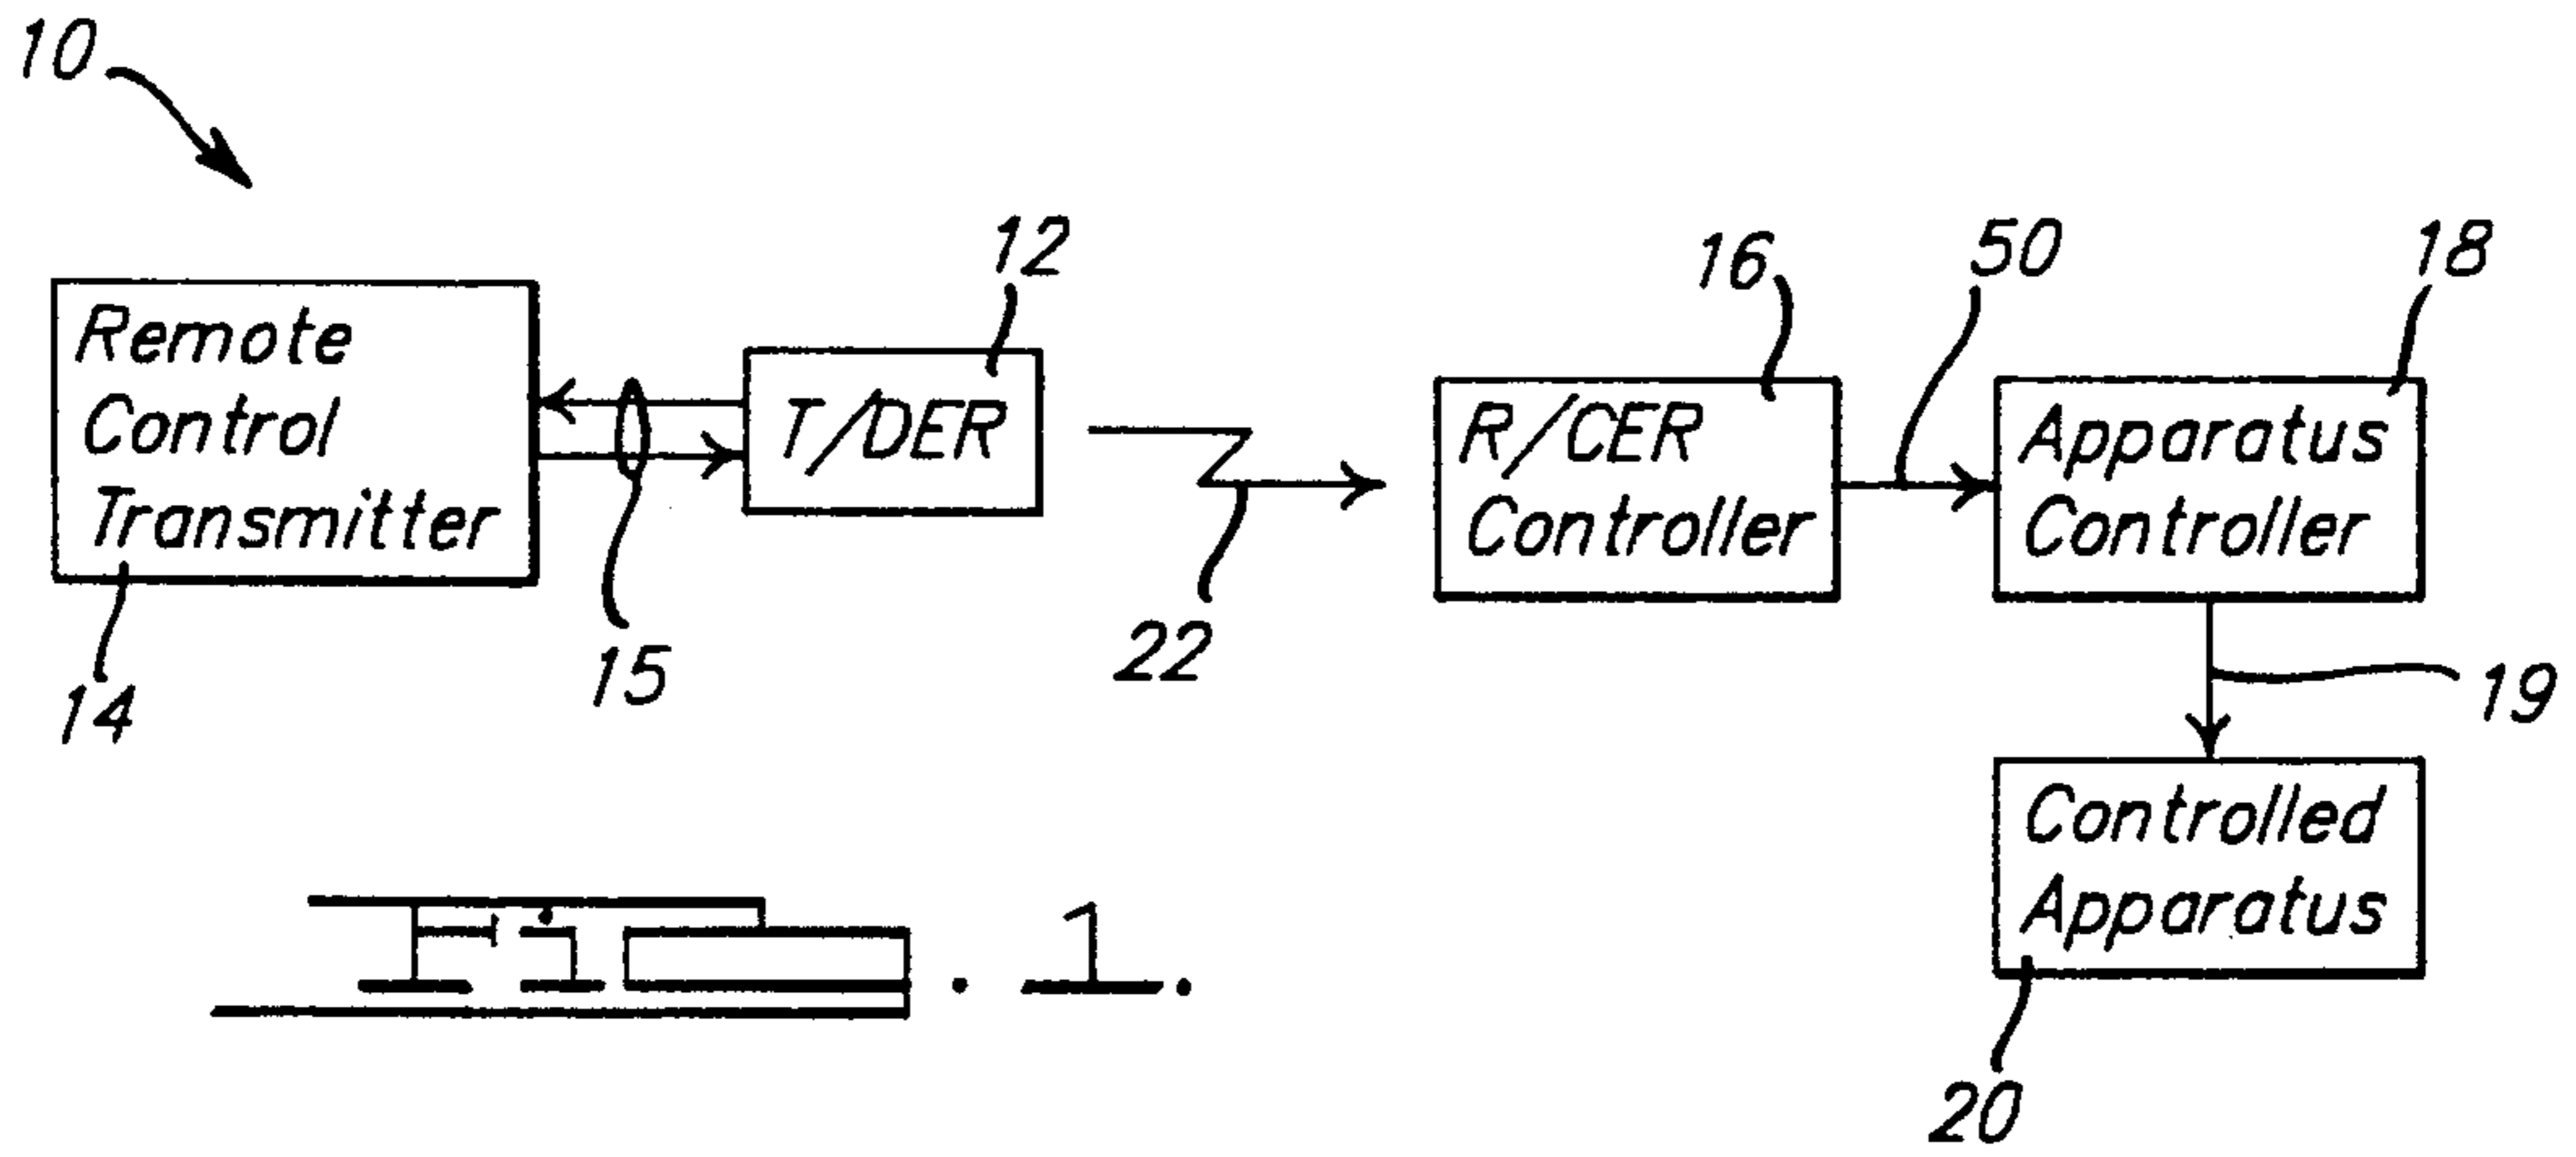 10
12
16
50
18
Remote
Control
Transmitter
T/DER
R/CER
Controller
Apparatus
Controller
14
15
22
19
Controlled
Apparatus
20
Fig. 1.